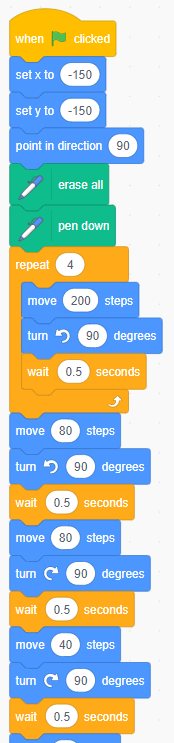 when clicked
set x to -150
set y to -150
point in direction 90
erase all
pen down
repeat 4
move 200 steps
turn 90 degrees
wait 0.5 seconds
move 80 steps
turn 90 degrees
wait 0.5 seconds
move 80 steps
turn 90 degrees
wait 0.5 seconds
move 40 steps
turn 90 degrees
wait 0.5 seconds